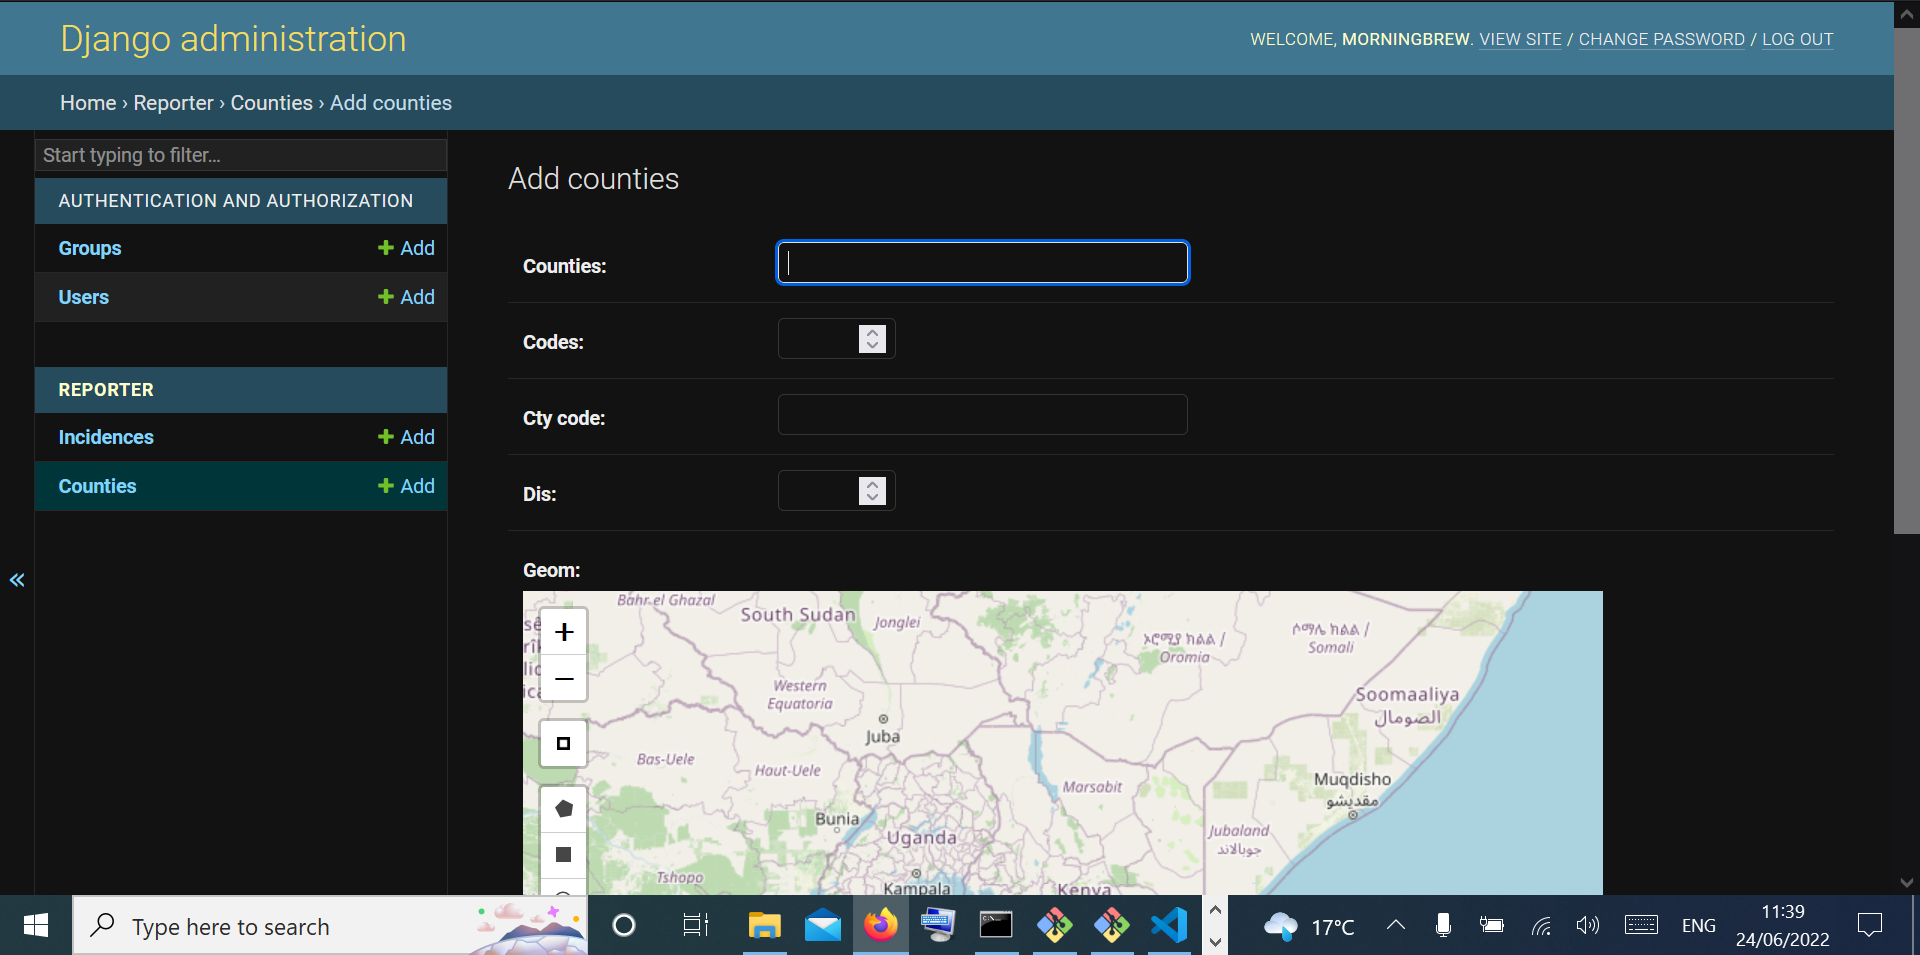 Django administration
WELCOME, MORNINGBREW. VIEW SITE / CHANGE PASSWORD / LOG OUT
Home › Reporter › Counties › Add counties
Start typing to filter...
AUTHENTICATION AND AUTHORIZATION
Groups
Add
Users
Add
REPORTER
Incidences
Add
Counties
Add
«
Add counties
Counties:
Codes:
Cty code:
Dis:
Geom:
+
−
Bahr el Ghazal
South Sudan
Jonglei
ኦሮሚያ ክልል /
Oromia
ሶማሌ ክልል /
Somali
Western
Equatoria
Soomaaliya
الصومال
Juba
Bas-Uele
Haut-Uele
Marsabit
Muqdisho
مقديشو
Bunia
Uganda
Jubaland
جوبالاند
Tshopo
Kampala
Kenya
Type here to search
17°C
ENG
11:39
24/06/2022